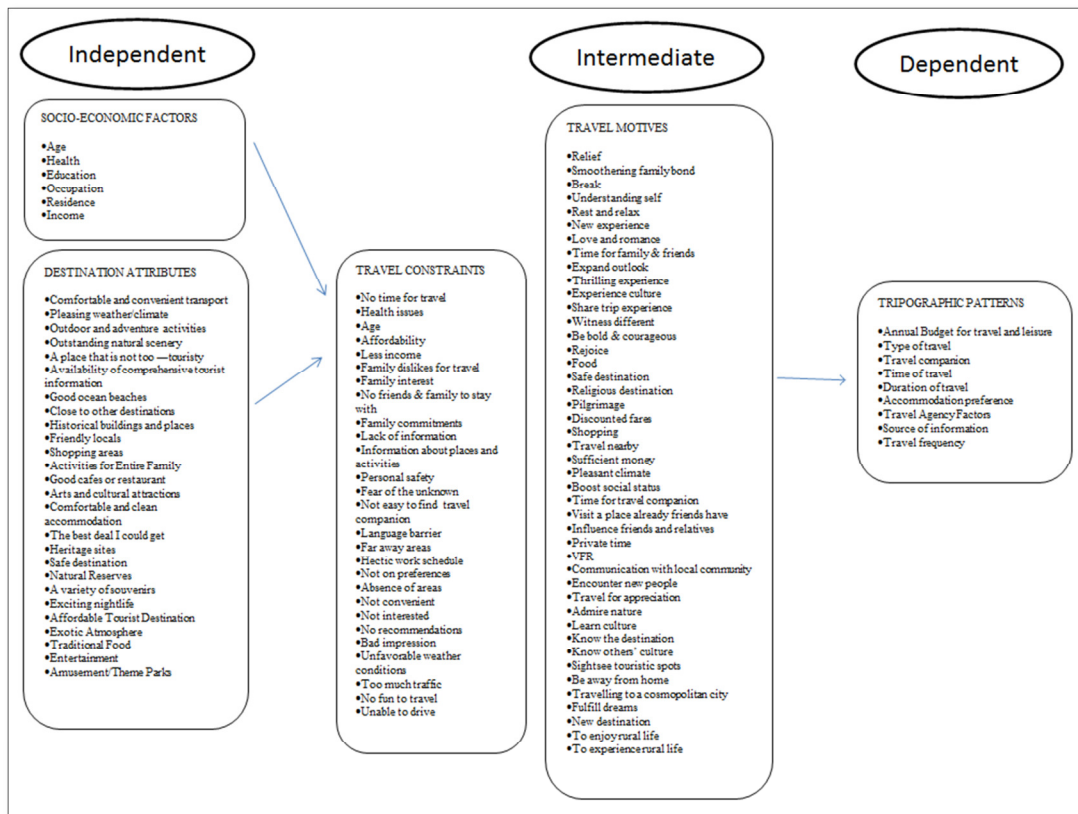 Independent
Intermediate
Dependent
SOCIO-ECONOMIC FACTORS
•Age
•Health
•Education
•Occupation
•Residence
•Income
DESTINATION ATTIRIBUTES
•Comfortable and convenient transport
•Pleasing weather/climate
•Outdoor and adventure activities
•Outstanding natural scenery
•A place that is not too —touristy
•Availability of comprehensive tourist
information
•Good ocean beaches
•Close to other destinations
•Historical buildings and places
•Friendly locals
•Shopping areas
•Activities for Entire Family
•Good cafes or restaurant
•Arts and cultural attractions
•Comfortable and clean
accommodation
•The best deal I could get
•Heritage sites
•Safe destination
•Natural Reserves
•A variety of souvenirs
•Exciting nightlife
•Affordable Tourist Destination
•Exotic Atmosphere
•Traditional Food
•Entertainment
•Amusement/Theme Parks
TRAVEL CONSTRAINTS
•No time for travel
•Health issues
•Age
•Affordability
•Less income
•Family dislikes for travel
•Family interest
•No friends & family to stay
with
•Family commitments
•Lack of information
•Information about places and
activities
•Personal safety
•Fear of the unknown
•Not easy to find travel
companion
•Language barrier
•Far away areas
•Hectic work schedule
•Not on preferences
•Absence of areas
•Not convenient
•Not interested
•No recommendations
•Bad impression
•Unfavorable weather
conditions
•Too much traffic
•No fun to travel
•Unable to drive
TRAVEL MOTIVES
•Relief
•Smoothening family bond
•Break
•Understanding self
•Rest and relax
•New experience
•Love and romance
•Time for family & friends
•Expand outlook
•Thrilling experience
•Experience culture
•Share trip experience
•Witness different
•Be bold & courageous
•Rejoice
•Food
•Safe destination
•Religious destination
•Pilgrimage
•Discounted fares
•Shopping
•Travel nearby
•Sufficient money
•Pleasant climate
•Boost social status
•Time for travel companion
•Visit a place already friends have
•Influence friends and relatives
•Private time
•VFR
•Communication with local community
•Encounter new people
•Travel for appreciation
•Admire nature
•Learn culture
•Know the destination
•Know others' culture
•Sightsee touristic spots
•Be away from home
•Travelling to a cosmopolitan city
•Fulfill dreams
•New destination
•To enjoy rural life
•To experience rural life
TRIPOGRAPHIC PATTERNS
•Annual Budget for travel and leisure
•Type of travel
•Travel companion
•Time of travel
•Duration of travel
•Accommodation preference
•Travel Agency Factors
•Source of information
•Travel frequency